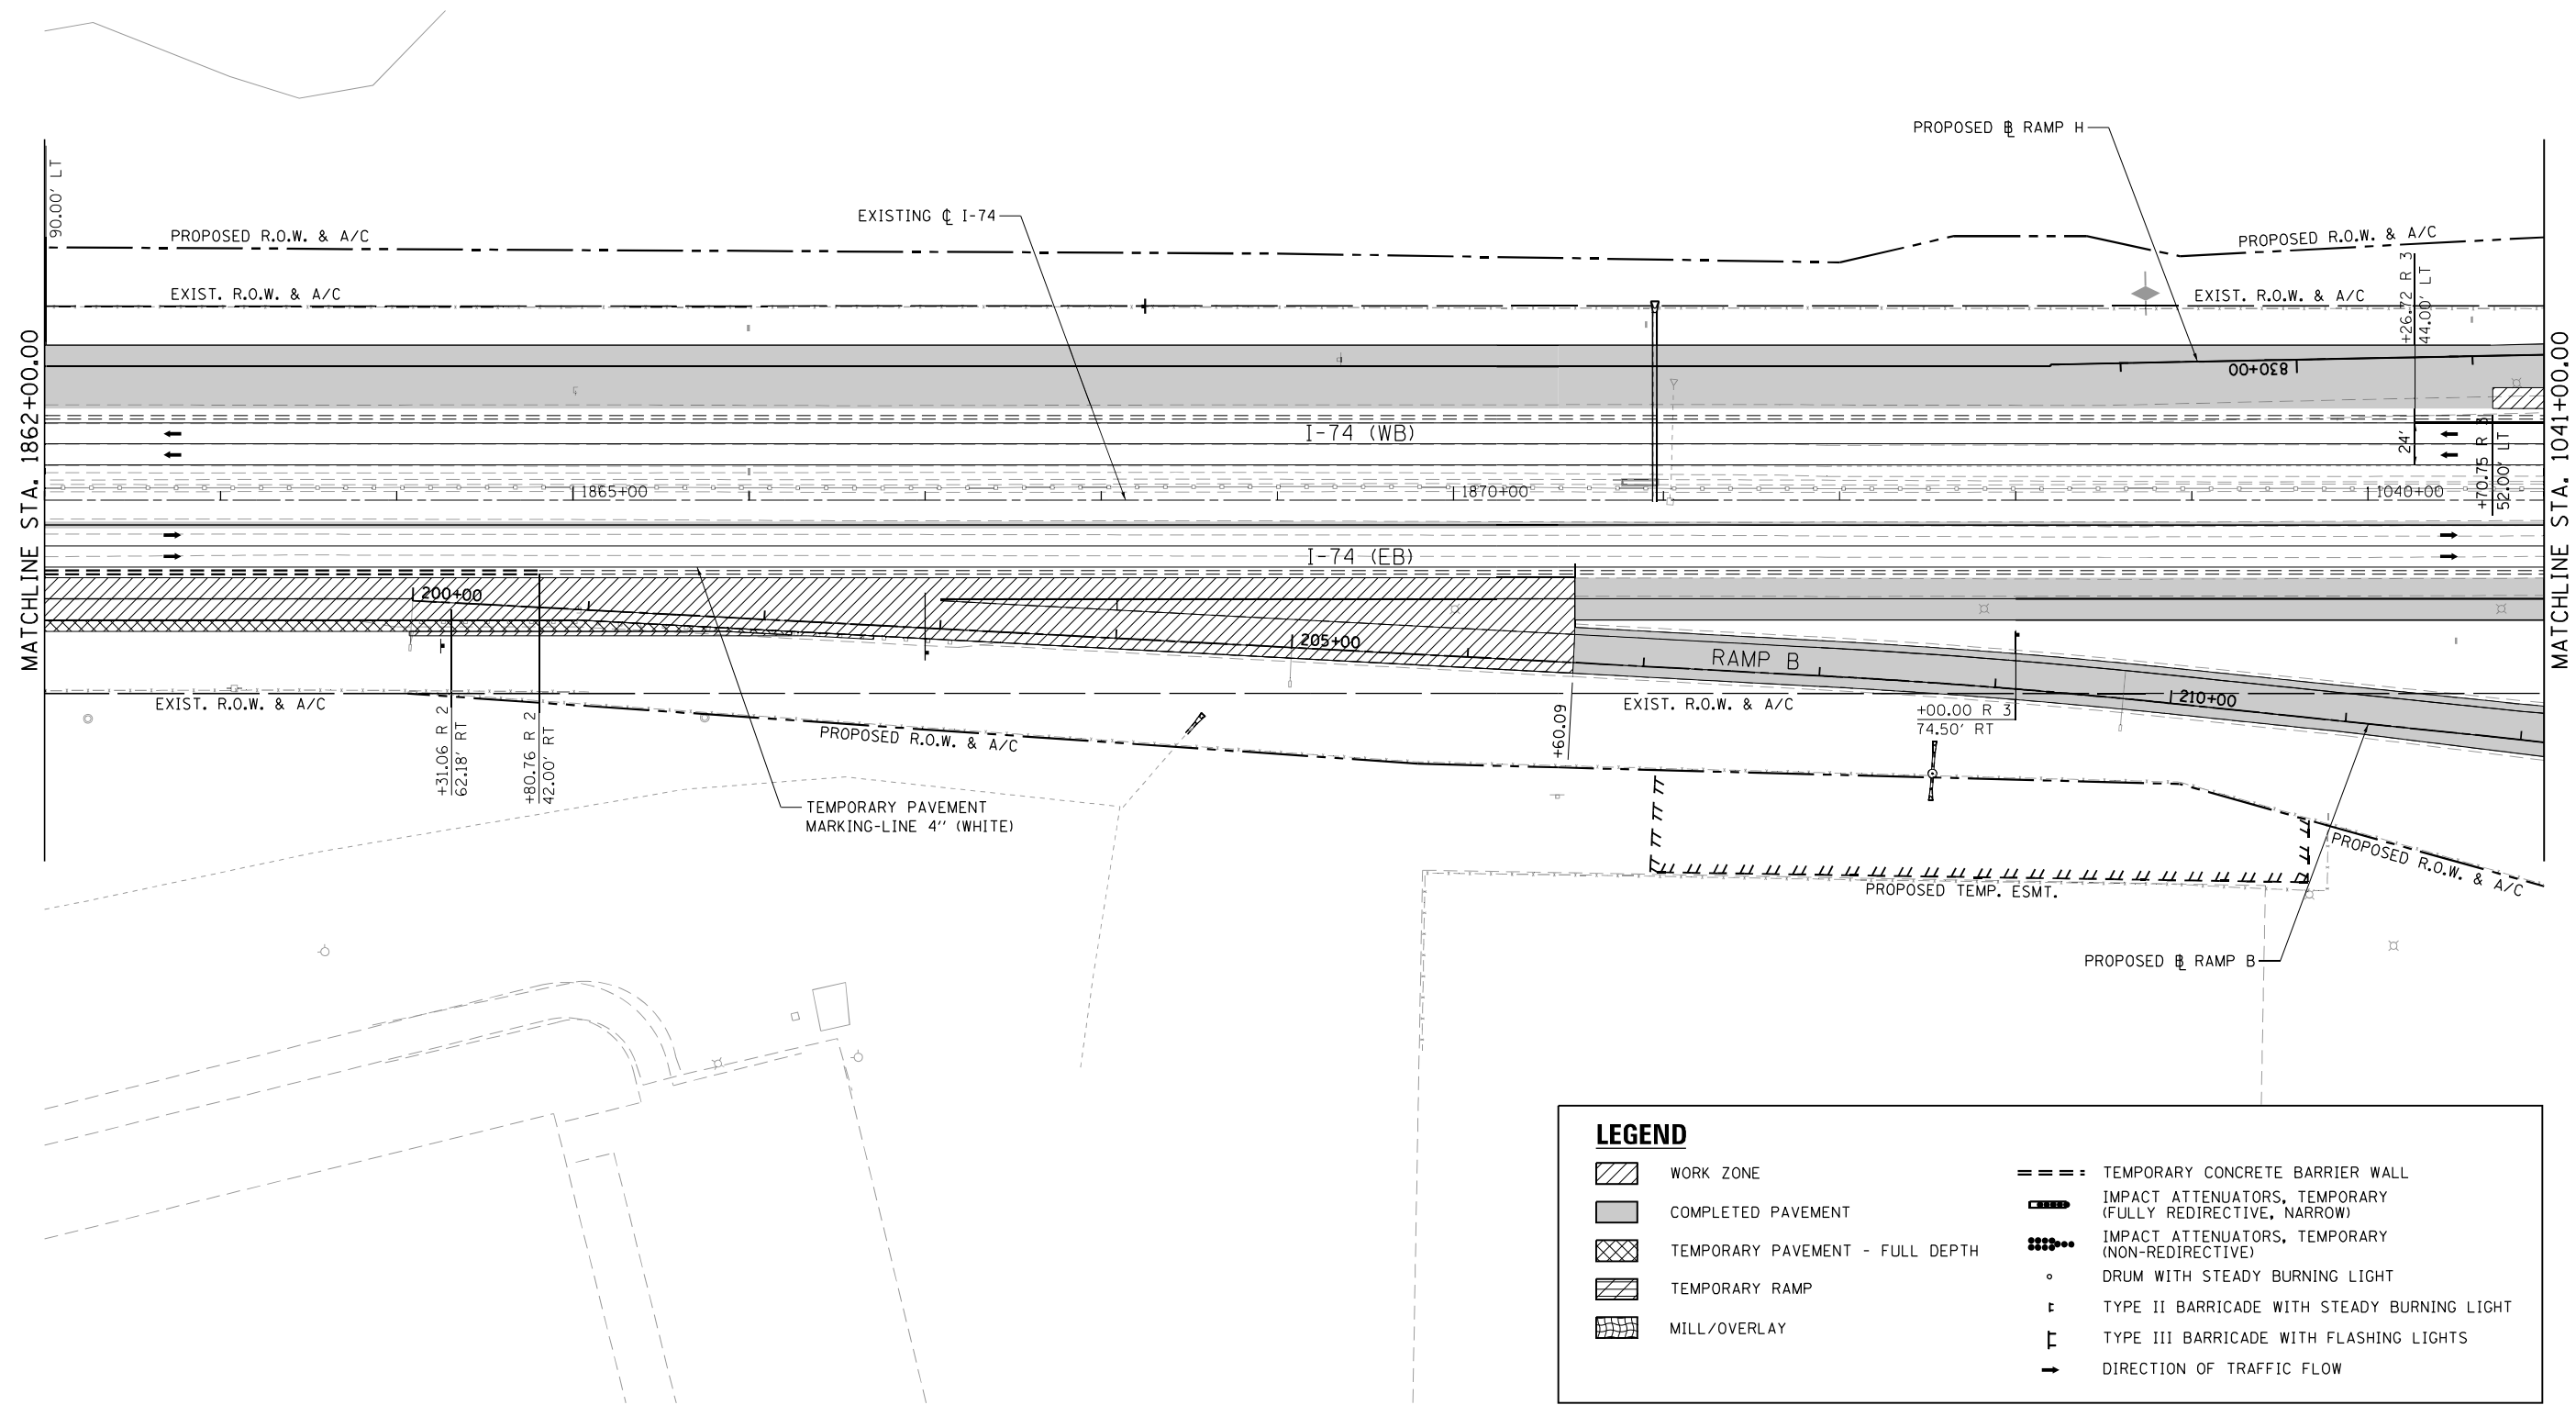 PROPOSED ⅊ RAMP H
90.00' LT
EXISTING ℄ I-74
PROPOSED R.O.W. & A/C
PROPOSED R.O.W. & A/C
EXIST. R.O.W. & A/C
EXIST. R.O.W. & A/C
+26.72 R 3
44.00' LT
MATCHLINE STA. 1862+00.00
MATCHLINE STA. 1041+00.00
830+00
I-74 (WB)
24'
+70.75 R 3
52.00' LT
1865+00
1870+00
1040+00
I-74 (EB)
200+00
205+00
RAMP B
210+00
EXIST. R.O.W. & A/C
EXIST. R.O.W. & A/C
+00.00 R 3
74.50' RT
+31.06 R 2
62.18' RT
+80.76 R 2
42.00' RT
PROPOSED R.O.W. & A/C
+60.09
TEMPORARY PAVEMENT
MARKING-LINE 4'' (WHITE)
PROPOSED R.O.W. & A/C
PROPOSED TEMP. ESMT.
PROPOSED ⅊ RAMP B
LEGEND
WORK ZONE
COMPLETED PAVEMENT
TEMPORARY PAVEMENT - FULL DEPTH
TEMPORARY RAMP
MILL/OVERLAY
TEMPORARY CONCRETE BARRIER WALL
IMPACT ATTENUATORS, TEMPORARY
(FULLY REDIRECTIVE, NARROW)
IMPACT ATTENUATORS, TEMPORARY
(NON-REDIRECTIVE)
DRUM WITH STEADY BURNING LIGHT
TYPE II BARRICADE WITH STEADY BURNING LIGHT
TYPE III BARRICADE WITH FLASHING LIGHTS
DIRECTION OF TRAFFIC FLOW